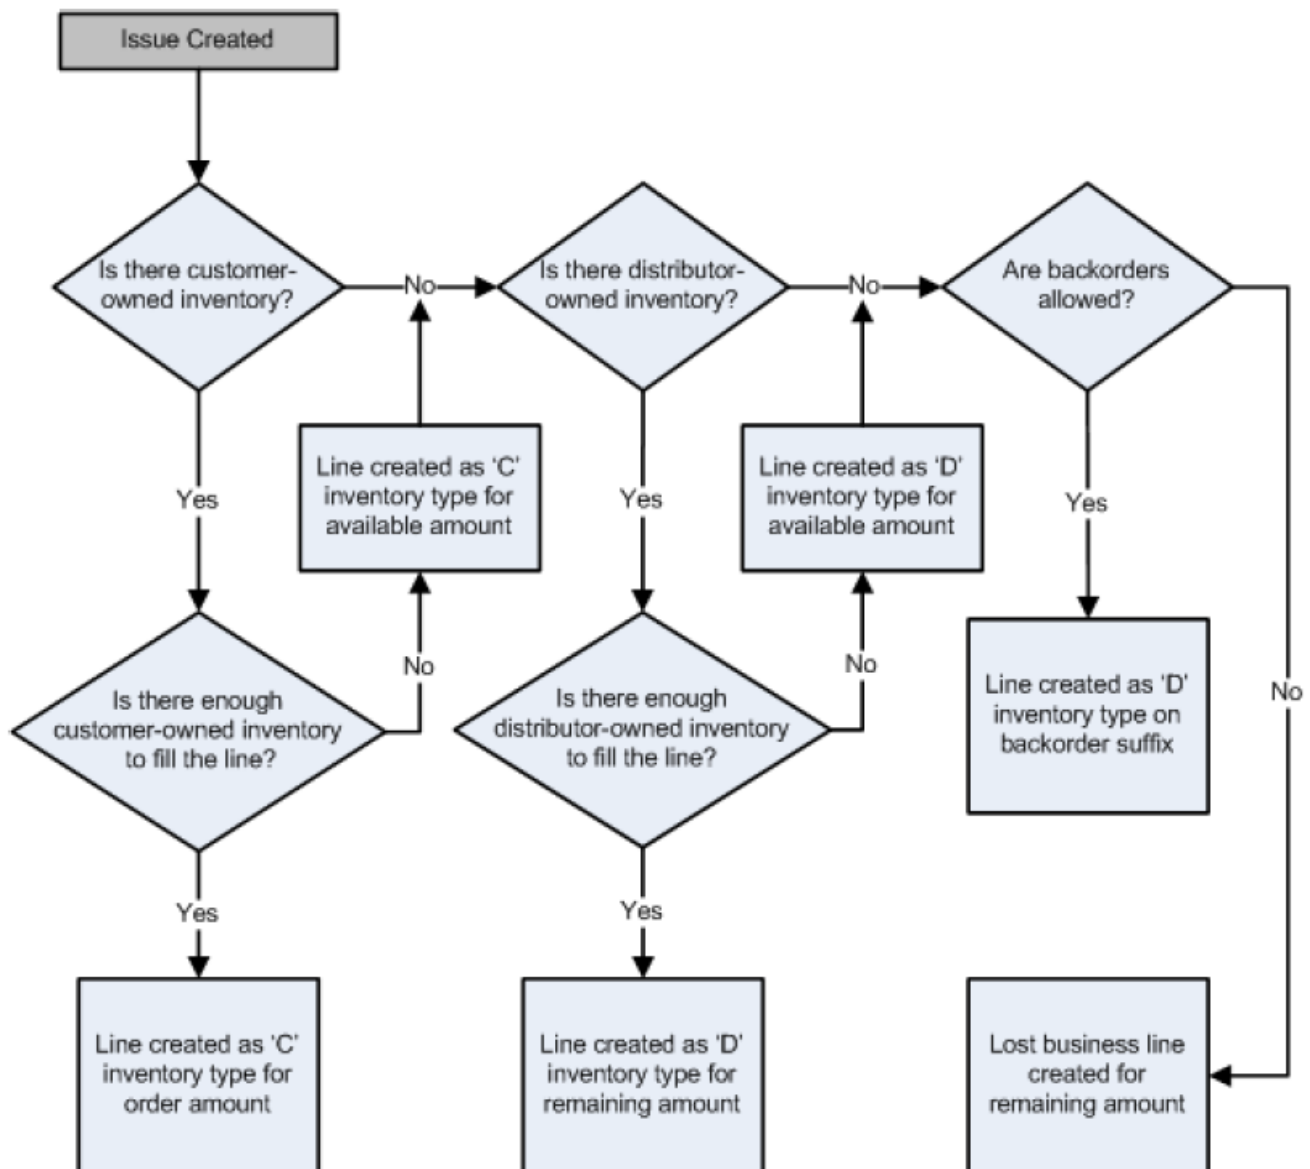 Issue Created
Is there customer-
owned inventory?
No
Is there distributor-
owned inventory?
No
Are backorders
allowed?
Line created as ‘C’
inventory type for
available amount
Line created as ‘D’
inventory type for
available amount
Yes
Yes
Yes
No
No
Is there enough
customer-owned inventory
to fill the line?
Is there enough
distributor-owned inventory
to fill the line?
Line created as ‘D’
inventory type on
backorder suffix
No
Yes
Yes
Line created as ‘C’
inventory type for
order amount
Line created as ‘D’
inventory type for
remaining amount
Lost business line
created for
remaining amount